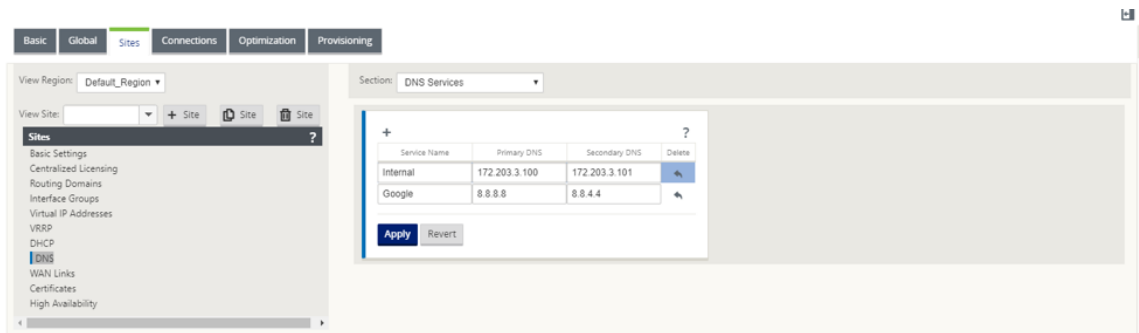 Basic Global Sites Connections Optimization Provisioning
View Region: Default_Region
Section: DNS Services
View Site: + Site Site Site
Sites ?
Basic Settings
Centralized Licensing
Routing Domains
Interface Groups
Virtual IP Addresses
VRRP
DHCP
DNS
WAN Links
Certificates
High Availability
+ ?
Service Name Primary DNS Secondary DNS Delete
Internal 172.203.3.100 172.203.3.101
Google 8.8.8.8 8.8.4.4
Apply Revert